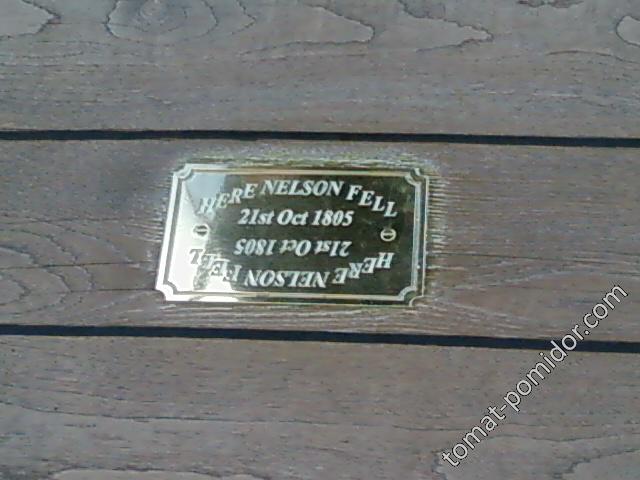 HERE NELSON FELL
21st Oct 1805
21st Oct 1805
HERE NELSON FELL
tomat-pomidor.com